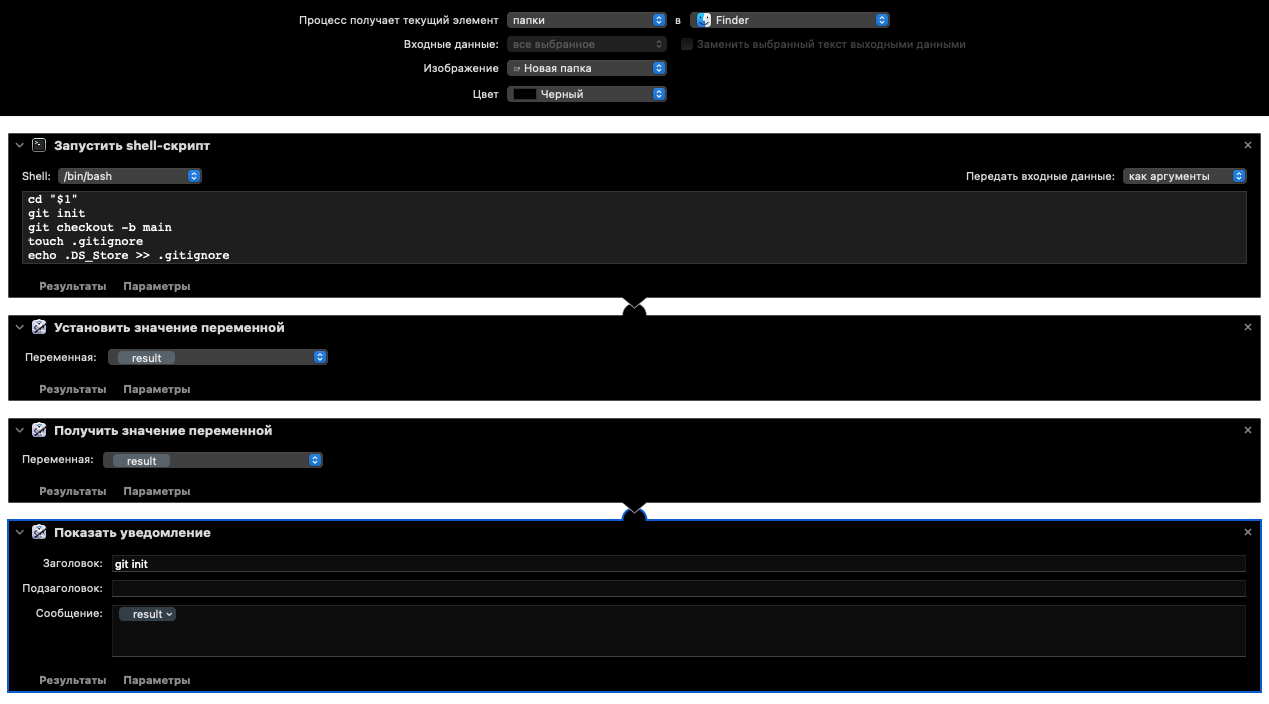 Процесс получает текущий элемент папки в Finder
Входные данные: все выбранное Заменить выбранный текст выходными данными
Изображение Новая папка
Цвет Черный
Запустить shell-скрипт
Shell: /bin/bash Передать входные данные: как аргументы
cd "$1"
git init
git checkout -b main
touch .gitignore
echo .DS_Store >> .gitignore
Результаты Параметры
Установить значение переменной
Переменная: result
Результаты Параметры
Получить значение переменной
Переменная: result
Результаты Параметры
Показать уведомление
Заголовок: git init
Подзаголовок:
Сообщение: result
Результаты Параметры